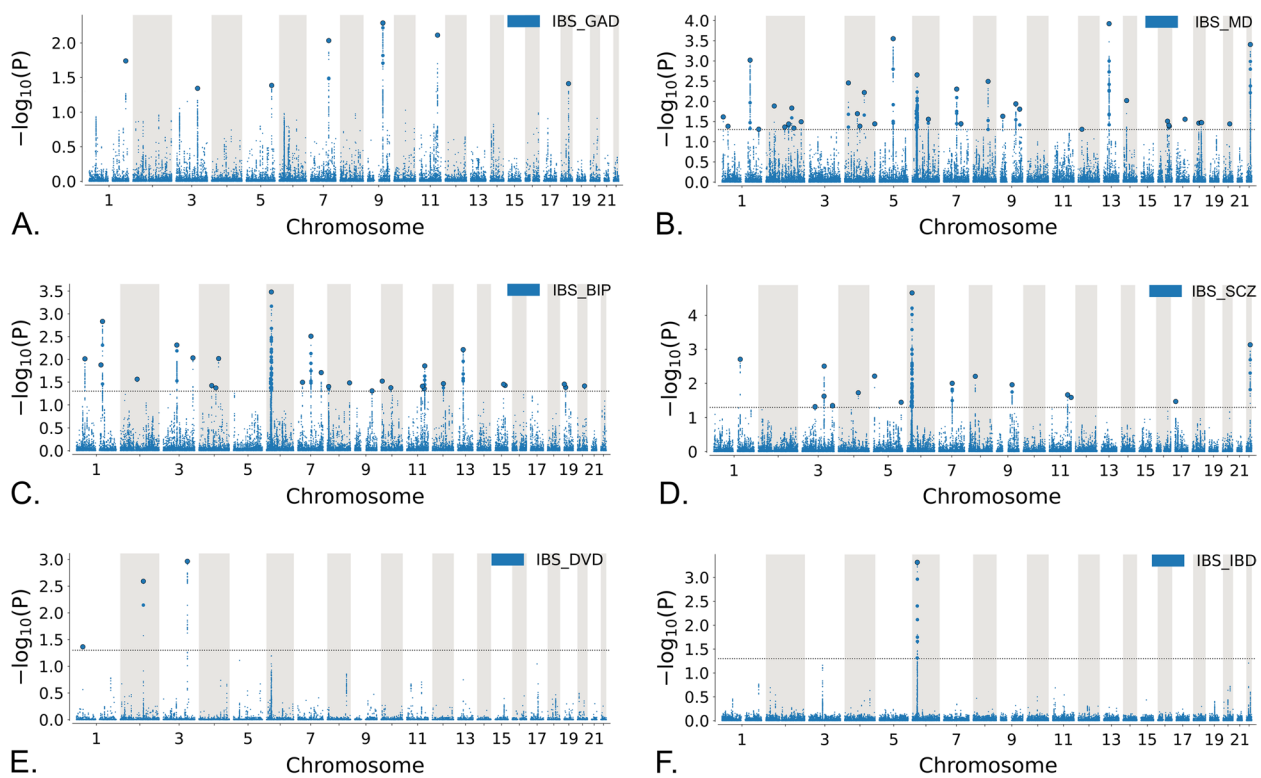 IBS_GAD
−log10(P)
2.0
1.5
1.0
0.5
0.0
1 3 5 7 9 11 13 15 17 19 21
Chromosome
A.
IBS_MD
−log10(P)
4.0
3.5
3.0
2.5
2.0
1.5
1.0
0.5
0.0
1 3 5 7 9 11 13 15 17 19 21
Chromosome
B.
IBS_BIP
−log10(P)
3.5
3.0
2.5
2.0
1.5
1.0
0.5
0.0
1 3 5 7 9 11 13 15 17 19 21
Chromosome
C.
IBS_SCZ
−log10(P)
4
3
2
1
0
1 3 5 7 9 11 13 15 17 19 21
Chromosome
D.
IBS_DVD
−log10(P)
3.0
2.5
2.0
1.5
1.0
0.5
0.0
1 3 5 7 9 11 13 15 17 19 21
Chromosome
E.
IBS_IBD
−log10(P)
3.0
2.5
2.0
1.5
1.0
0.5
0.0
1 3 5 7 9 11 13 15 17 19 21
Chromosome
F.